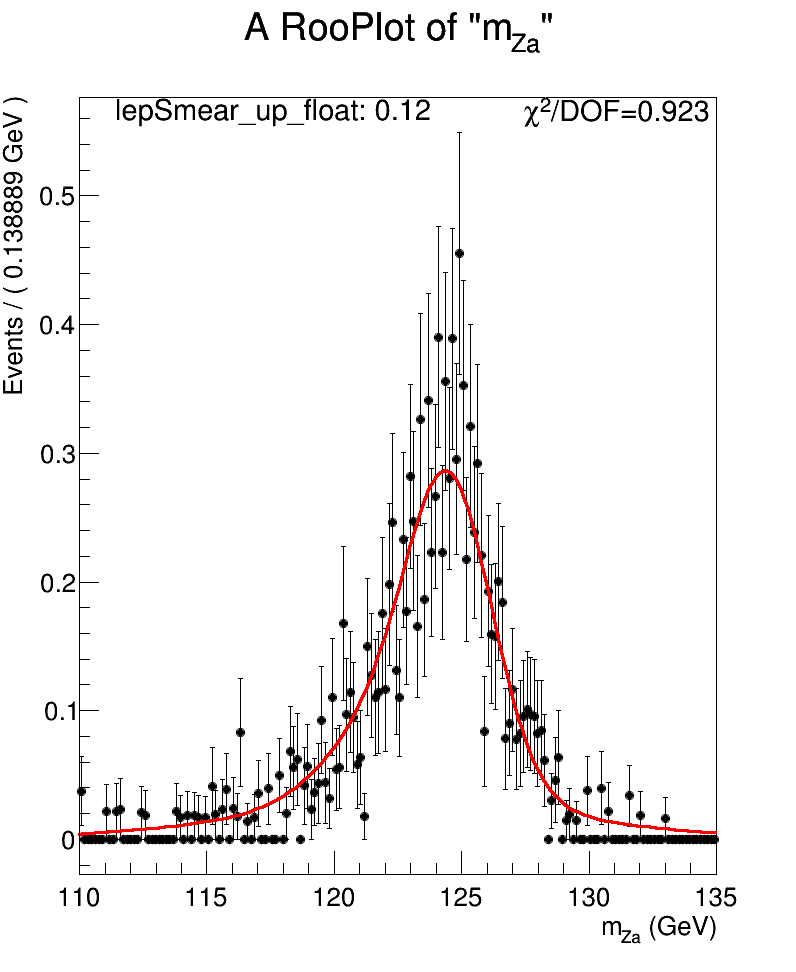 A RooPlot of "m_Za"
lepSmear_up_float: 0.12
χ²/DOF=0.923
Events / ( 0.138889 GeV )
0.5
0.4
0.3
0.2
0.1
0
110 115 120 125 130 135
m_Za (GeV)